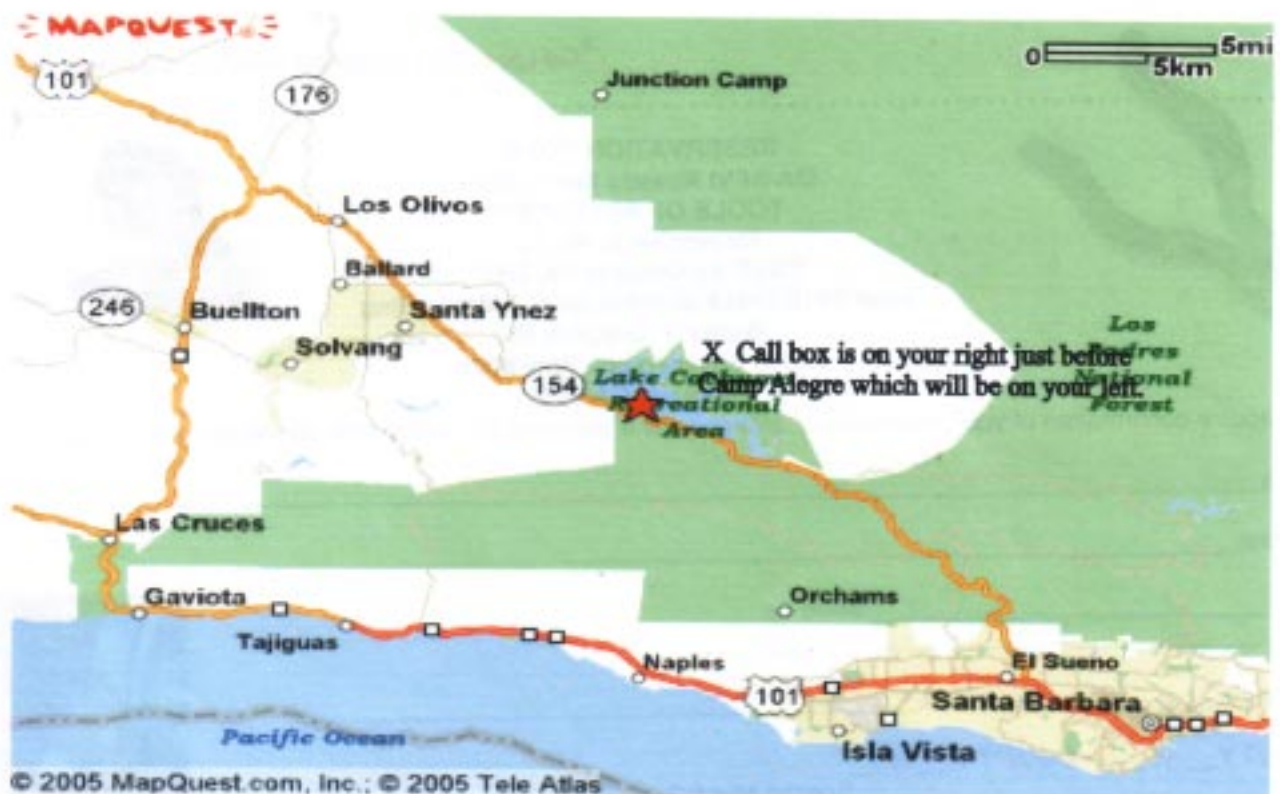 MAPQUEST
101
176
Junction Camp
0 5mi
5km
Los Olivos
Ballard
246
Buellton
Santa Ynez
Solvang
154
X Call box is on your right just before
Camp Alegre which will be on your left.
Lake
Recreational
Area
Los
Padres
National
Forest
Las Cruces
Gaviota
Tajiguas
Orchams
Naples
El Sueno
101
Santa Barbara
Isla Vista
Pacific Ocean
© 2005 MapQuest.com, Inc.; © 2005 Tele Atlas